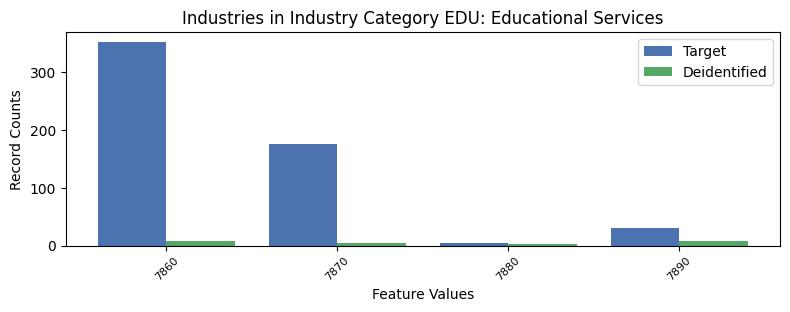 Industries in Industry Category EDU: Educational Services
Target
Deidentified
Record Counts
300
200
100
0
7860
7870
7880
7890
Feature Values